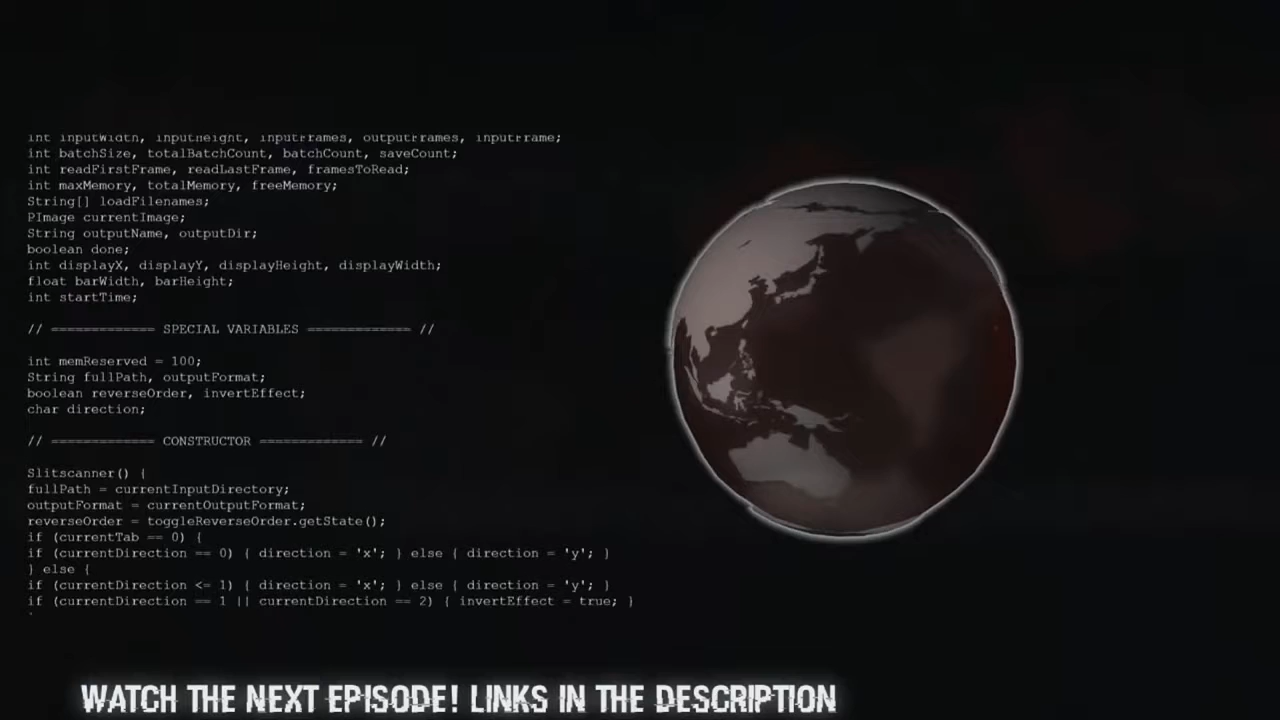 int inputWidth, inputHeight, inputFrames, outputFrames, inputFrame;
int batchSize, totalBatchCount, batchCount, saveCount;
int readFirstFrame, readLastFrame, framesToRead;
int maxMemory, totalMemory, freeMemory;
String[] loadFilenames;
PImage currentImage;
String outputName, outputDir;
boolean done;
int displayX, displayY, displayHeight, displayWidth;
float barWidth, barHeight;
int startTime;
// ============= SPECIAL VARIABLES ============= //
int memReserved = 100;
String fullPath, outputFormat;
boolean reverseOrder, invertEffect;
char direction;
// ============= CONSTRUCTOR ============= //
Slitscanner() {
fullPath = currentInputDirectory;
outputFormat = currentOutputFormat;
reverseOrder = toggleReverseOrder.getState();
if (currentTab == 0) {
if (currentDirection == 0) { direction = 'x'; } else { direction = 'y'; }
} else {
if (currentDirection <= 1) { direction = 'x'; } else { direction = 'y'; }
if (currentDirection == 1 || currentDirection == 2) { invertEffect = true; }
WATCH THE NEXT EPISODE! LINKS IN THE DESCRIPTION